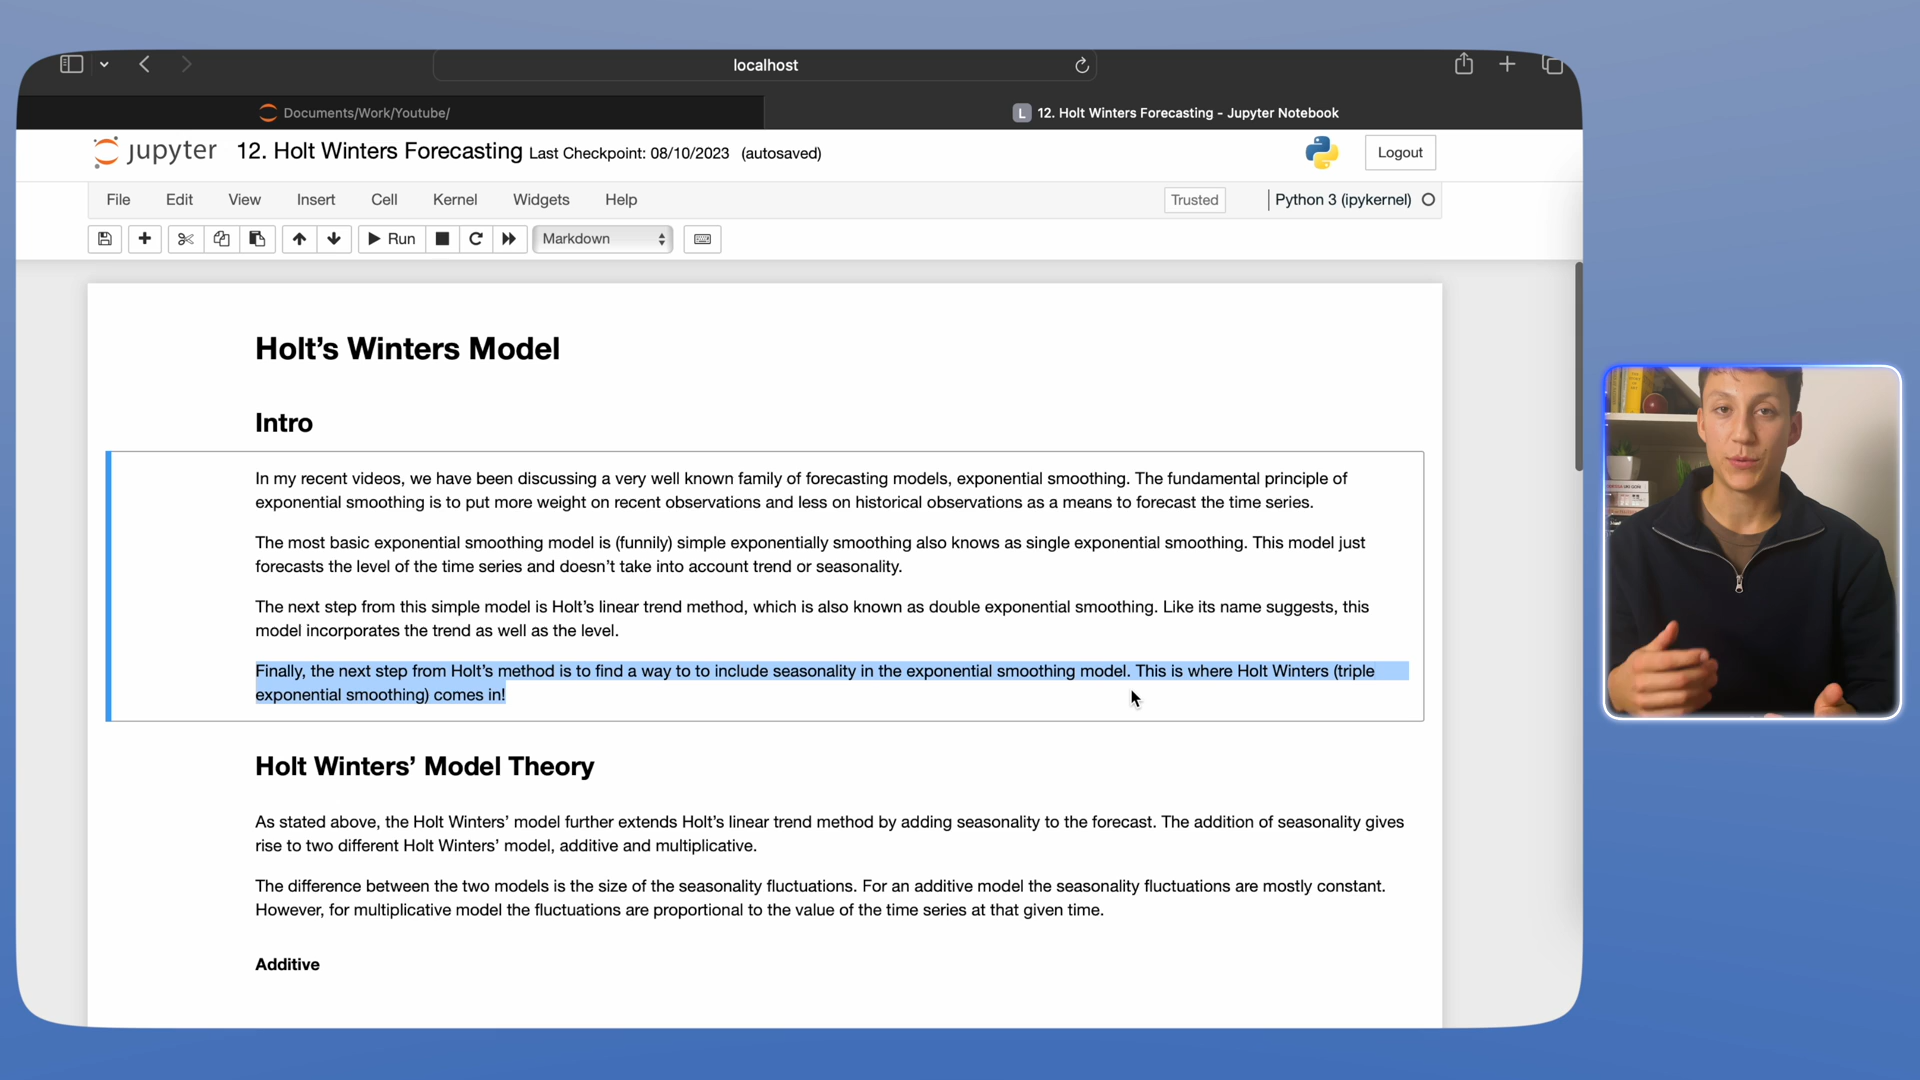 localhost
Documents/Work/Youtube/
L 12. Holt Winters Forecasting - Jupyter Notebook
jupyter 12. Holt Winters Forecasting Last Checkpoint: 08/10/2023 (autosaved)
Logout
File Edit View Insert Cell Kernel Widgets Help
Trusted
Python 3 (ipykernel)
Run
Markdown
Holt's Winters Model
Intro
In my recent videos, we have been discussing a very well known family of forecasting models, exponential smoothing. The fundamental principle of
exponential smoothing is to put more weight on recent observations and less on historical observations as a means to forecast the time series.
The most basic exponential smoothing model is (funnily) simple exponentially smoothing also knows as single exponential smoothing. This model just
forecasts the level of the time series and doesn't take into account trend or seasonality.
The next step from this simple model is Holt's linear trend method, which is also known as double exponential smoothing. Like its name suggests, this
model incorporates the trend as well as the level.
Finally, the next step from Holt's method is to find a way to to include seasonality in the exponential smoothing model. This is where Holt Winters (triple
exponential smoothing) comes in!
Holt Winters' Model Theory
As stated above, the Holt Winters' model further extends Holt's linear trend method by adding seasonality to the forecast. The addition of seasonality gives
rise to two different Holt Winters' model, additive and multiplicative.
The difference between the two models is the size of the seasonality fluctuations. For an additive model the seasonality fluctuations are mostly constant.
However, for multiplicative model the fluctuations are proportional to the value of the time series at that given time.
Additive